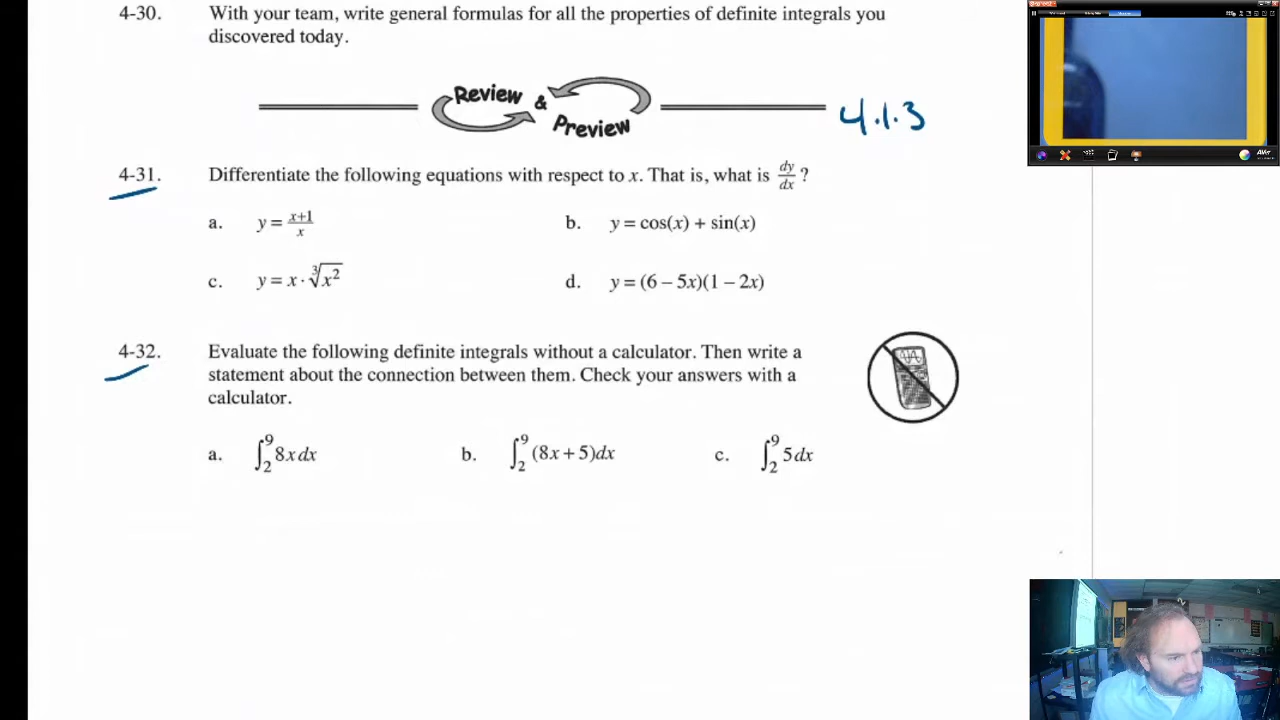 4-30. With your team, write general formulas for all the properties of definite integrals you
discovered today.
Review &
Preview
4.1.3
4-31. Differentiate the following equations with respect to x. That is, what is dy/dx ?
a. y = x+1/x b. y = cos(x) + sin(x)
c. y = x · ∛x² d. y = (6 – 5x)(1 – 2x)
4-32. Evaluate the following definite integrals without a calculator. Then write a
statement about the connection between them. Check your answers with a
calculator.
a. ∫₂⁹ 8x dx b. ∫₂⁹ (8x + 5)dx c. ∫₂⁹ 5 dx